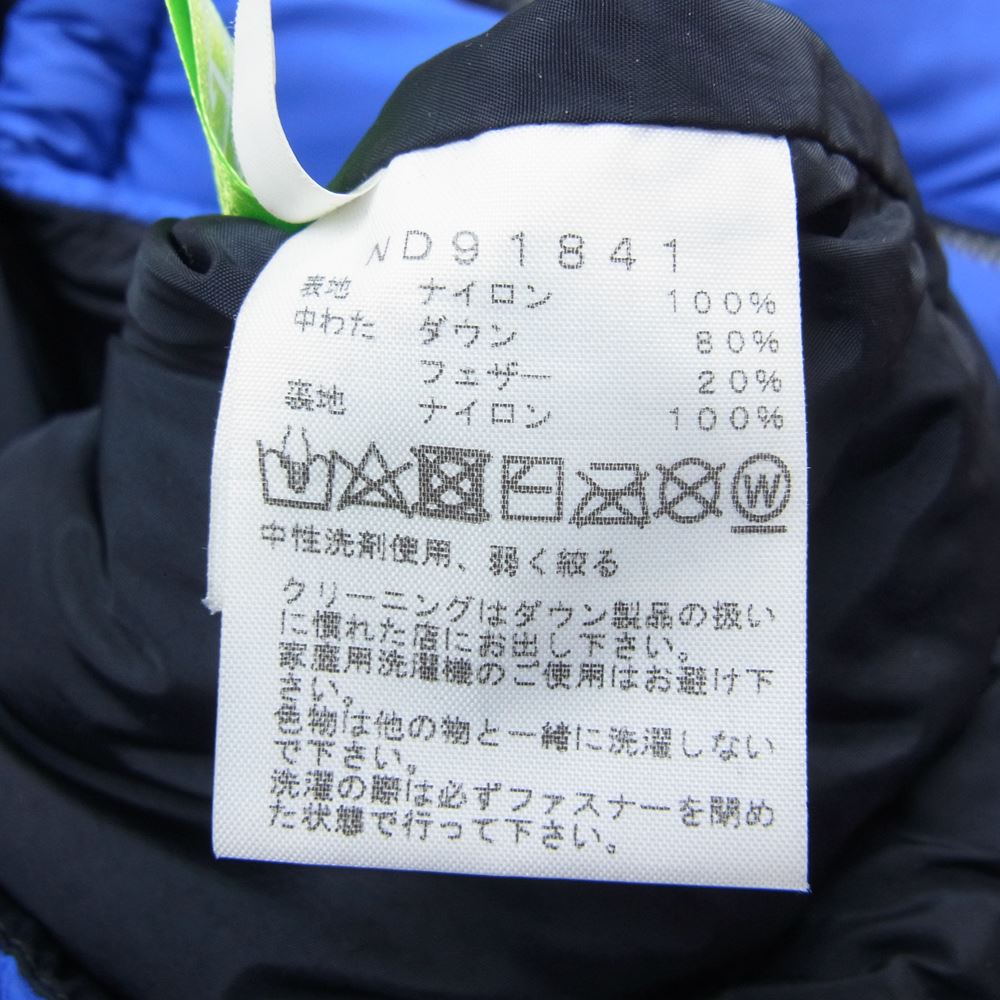 ND91841
表地 ナイロン 100%
中わた ダウン 80%
フェザー 20%
裏地 ナイロン 100%
W
中性洗剤使用、弱く絞る
クリーニングはダウン製品の扱い
に慣れた店にお出し下さい。
家庭用洗濯機のご使用はお避け下
さい。
色物は他の物と一緒に洗濯しない
で下さい。
洗濯の際は必ずファスナーを閉め
た状態で行って下さい。